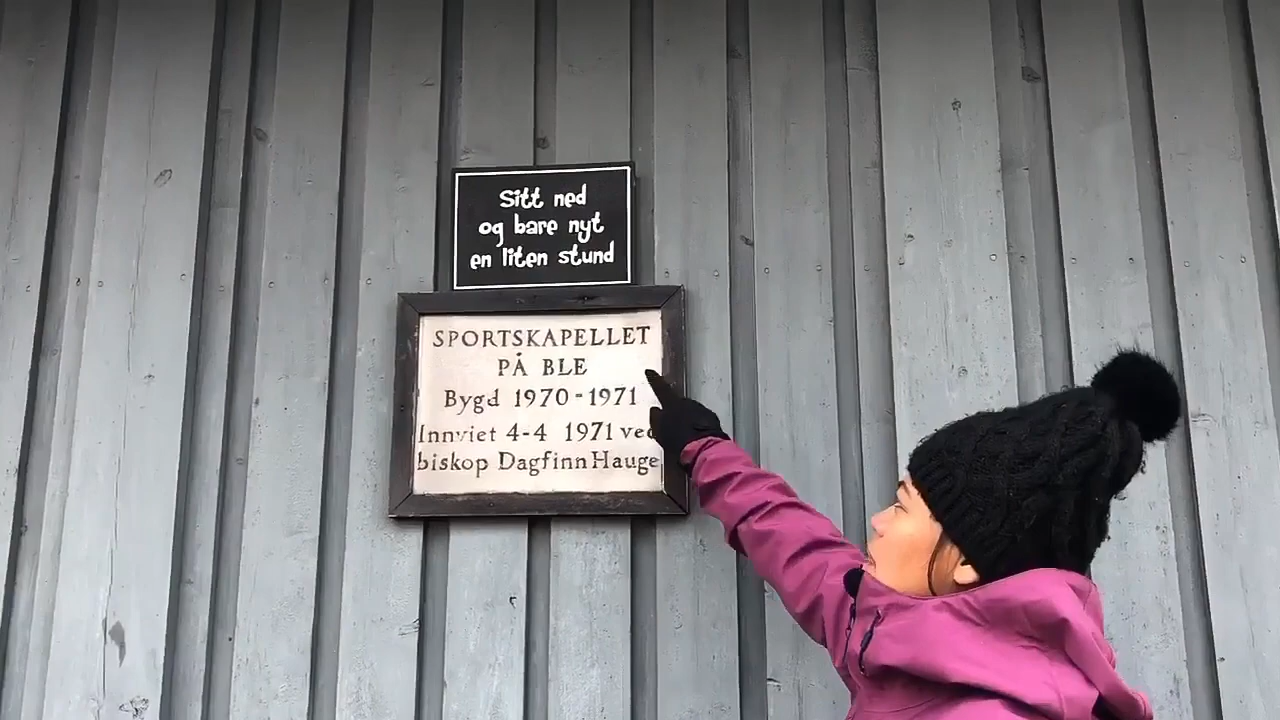 Sitt ned
og bare nyt
en liten stund
SPORTSKAPELLET
PÅ BLE
Bygd 1970-1971
Innviet 4-4 1971 ved
biskop Dagfinn Hauge